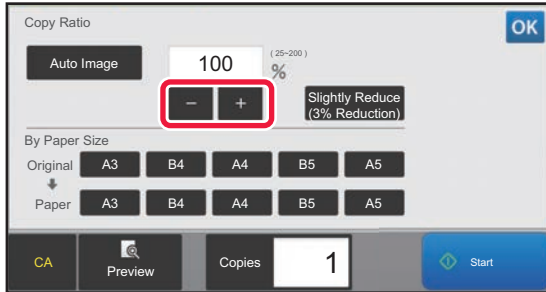 Copy Ratio
OK
Auto Image
100
(25~200)
%
－ ＋
Slightly Reduce
(3% Reduction)
By Paper Size
Original A3 B4 A4 B5 A5
Paper A3 B4 A4 B5 A5
CA
Preview
Copies
1
Start